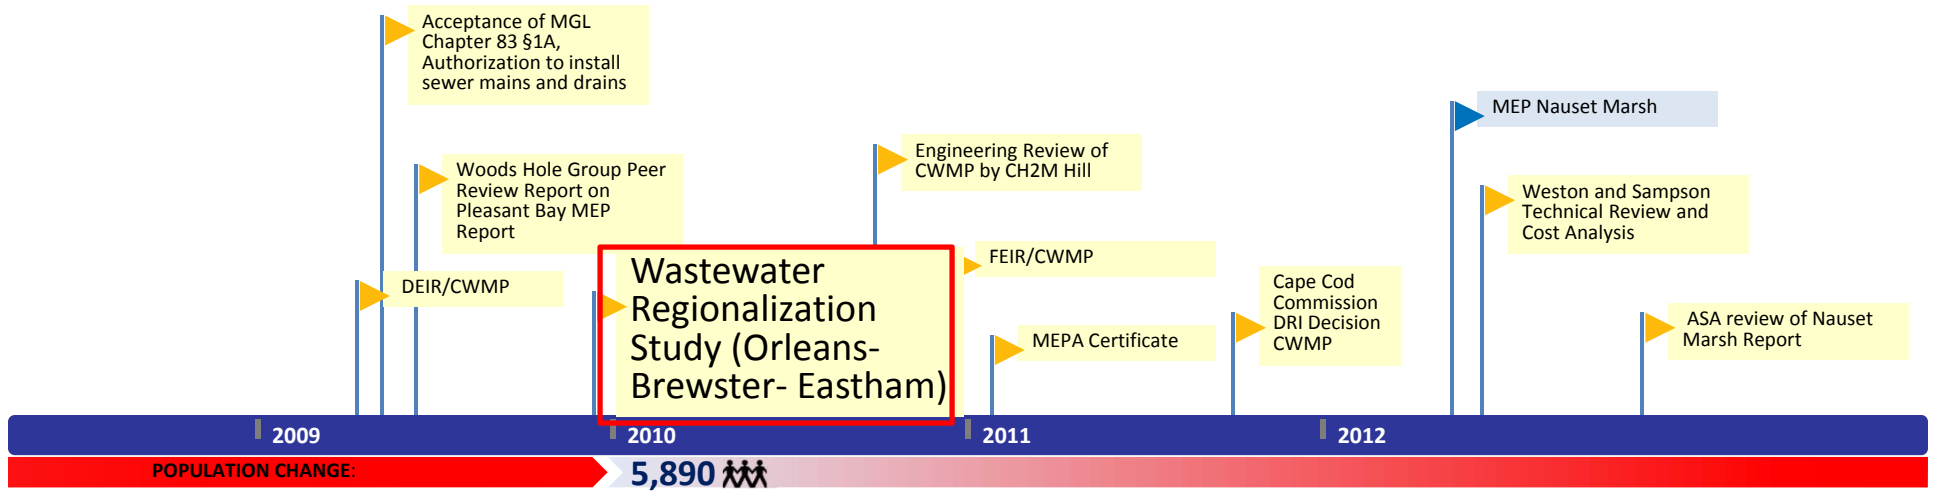 Acceptance of MGL
Chapter 83 §1A,
Authorization to install
sewer mains and drains
MEP Nauset Marsh
Engineering Review of
CWMP by CH2M Hill
Woods Hole Group Peer
Review Report on
Pleasant Bay MEP
Report
Weston and Sampson
Technical Review and
Cost Analysis
Wastewater
Regionalization
Study (Orleans-
Brewster- Eastham)
FEIR/CWMP
DEIR/CWMP
Cape Cod
Commission
DRI Decision
CWMP
MEPA Certificate
ASA review of Nauset
Marsh Report
2009
2010
2011
2012
POPULATION CHANGE:
5,890